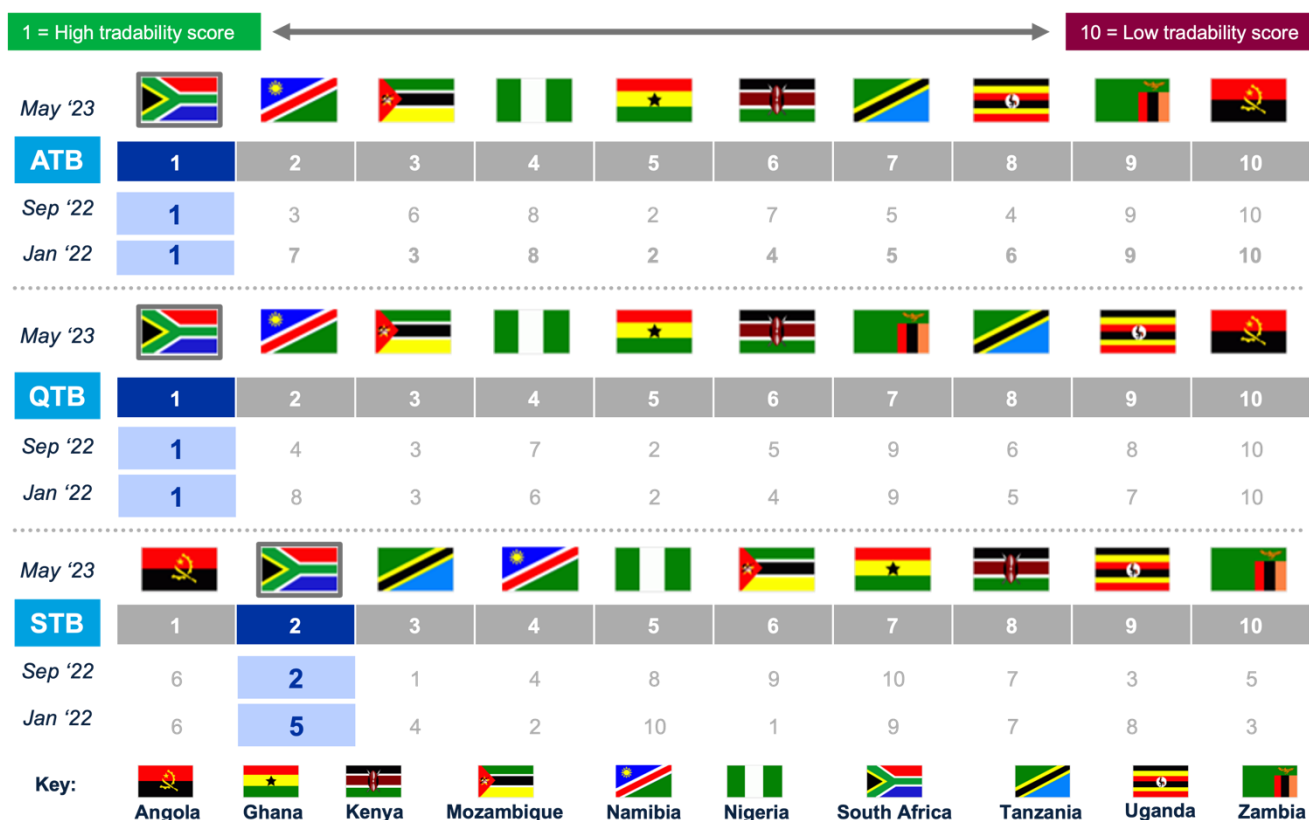 1 = High tradability score 10 = Low tradability score
May ‘23
ATB 1 2 3 4 5 6 7 8 9 10
Sep ‘22 1 3 6 8 2 7 5 4 9 10
Jan ‘22 1 7 3 8 2 4 5 6 9 10
May ‘23
QTB 1 2 3 4 5 6 7 8 9 10
Sep ‘22 1 4 3 7 2 5 9 6 8 10
Jan ‘22 1 8 3 6 2 4 9 5 7 10
May ‘23
STB 1 2 3 4 5 6 7 8 9 10
Sep ‘22 6 2 1 4 8 9 10 7 3 5
Jan ‘22 6 5 4 2 10 1 9 7 8 3
Key:
Angola Ghana Kenya Mozambique Namibia Nigeria South Africa Tanzania Uganda Zambia